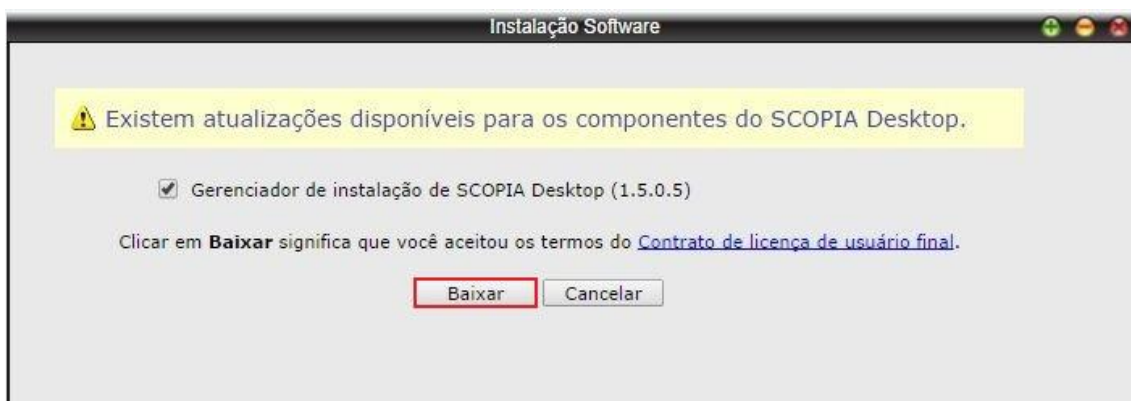 Instalação Software
Existem atualizações disponíveis para os componentes do SCOPIA Desktop.
Gerenciador de instalação de SCOPIA Desktop (1.5.0.5)
Clicar em Baixar significa que você aceitou os termos do Contrato de licença de usuário final.
Baixar Cancelar